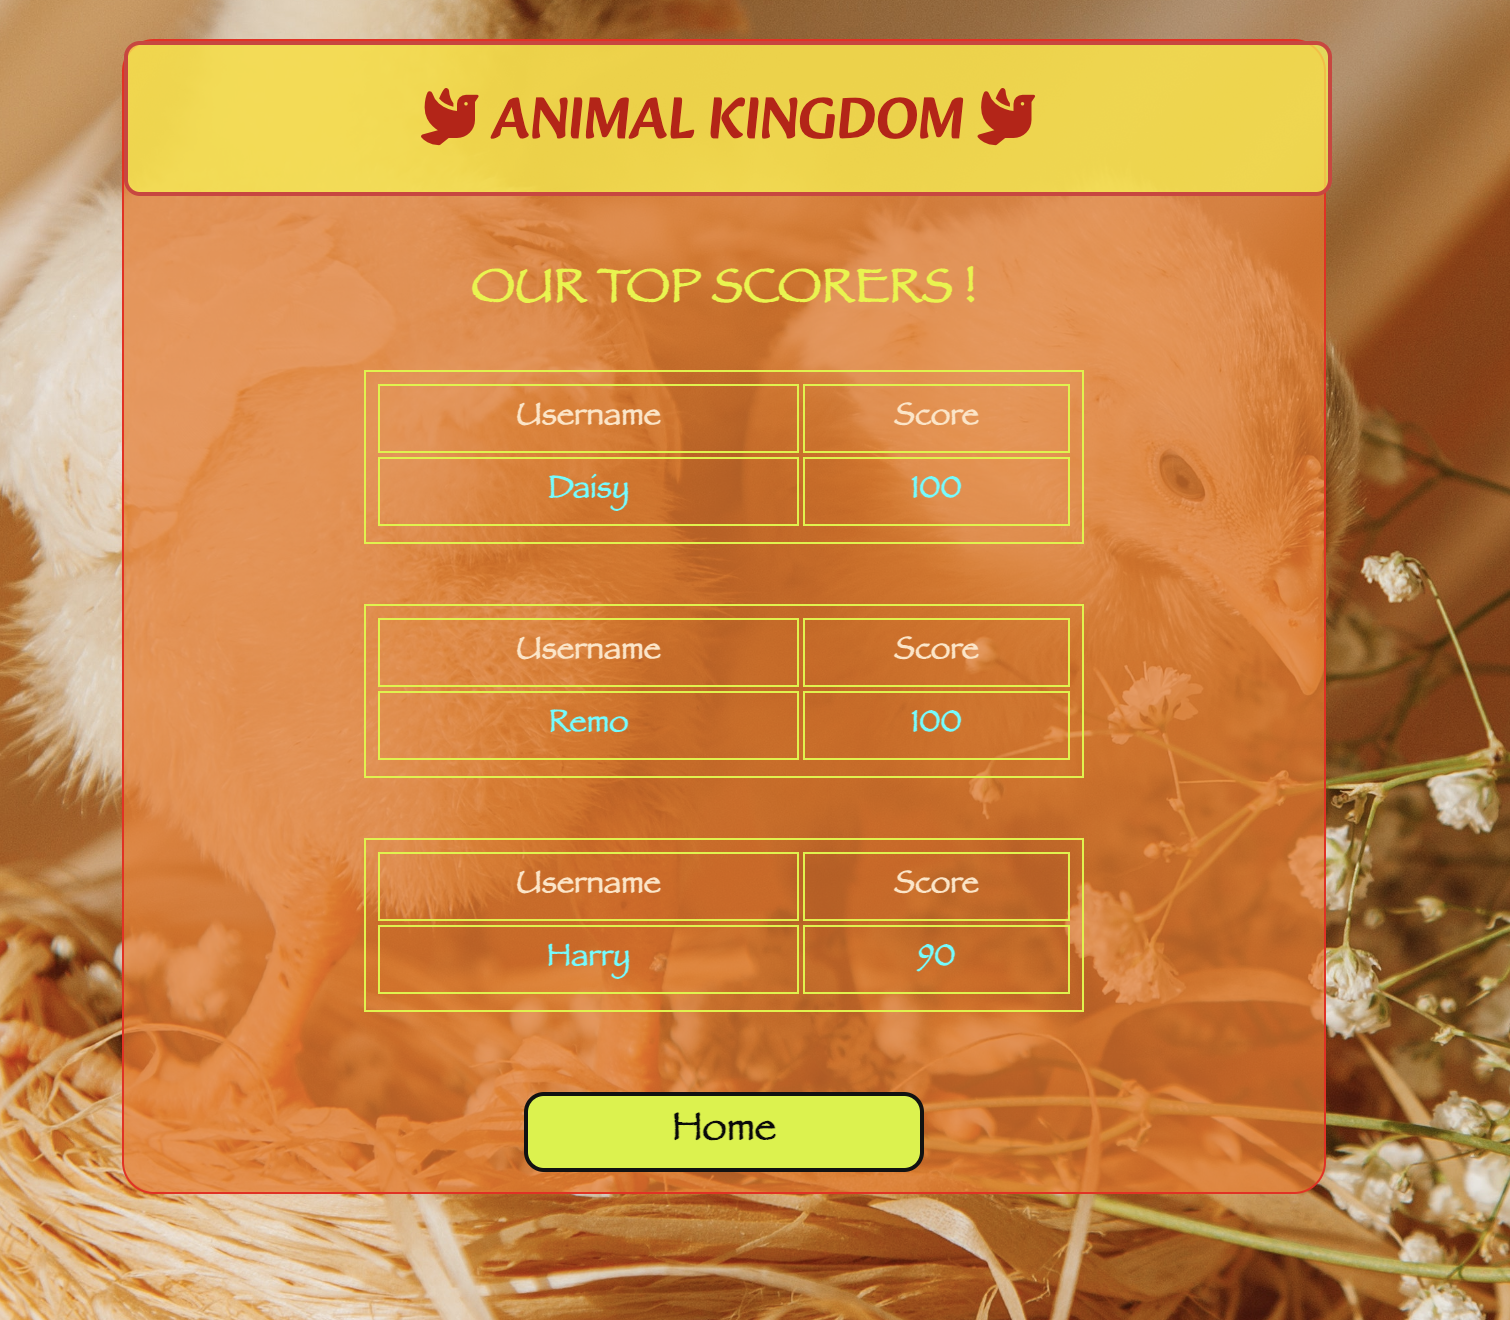 ANIMAL KINGDOM
OUR TOP SCORERS !
Username Score
Daisy 100
Username Score
Remo 100
Username Score
Harry 90
Home